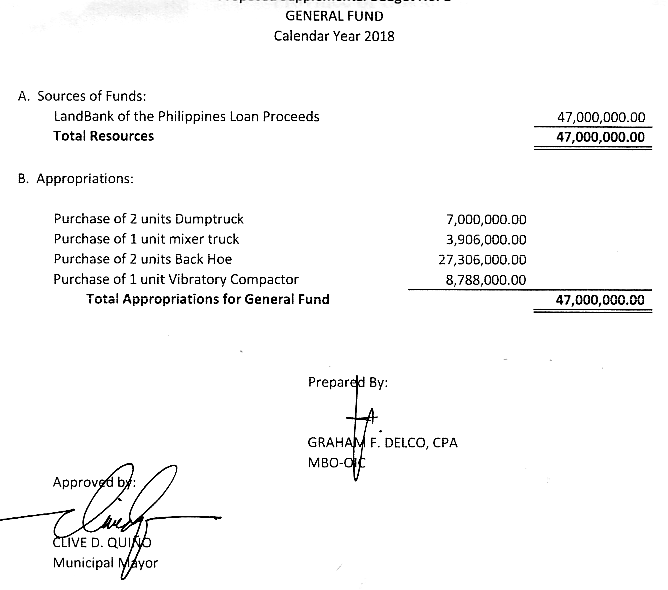 GENERAL FUND
Calendar Year 2018
A. Sources of Funds:
LandBank of the Philippines Loan Proceeds 47,000,000.00
Total Resources 47,000,000.00
B. Appropriations:
Purchase of 2 units Dumptruck 7,000,000.00
Purchase of 1 unit mixer truck 3,906,000.00
Purchase of 2 units Back Hoe 27,306,000.00
Purchase of 1 unit Vibratory Compactor 8,788,000.00
Total Appropriations for General Fund 47,000,000.00
Prepared By:
GRAHAM F. DELCO, CPA
MBO-OIC
Approved by:
CLIVE D. QUIÑO
Municipal Mayor